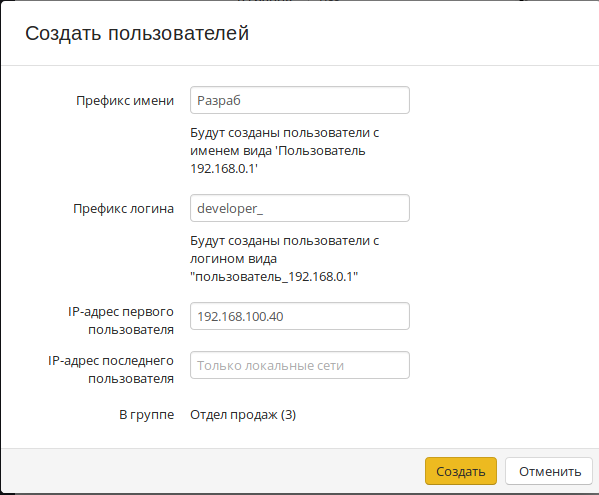 Создать пользователей
Префикс имени
Разраб
Будут созданы пользователи с
именем вида 'Пользователь
192.168.0.1'
Префикс логина
developer_
Будут созданы пользователи с
логином вида
"пользователь_192.168.0.1"
IP-адрес первого
пользователя
192.168.100.40
IP-адрес последнего
пользователя
Только локальные сети
В группе
Отдел продаж (3)
Создать
Отменить